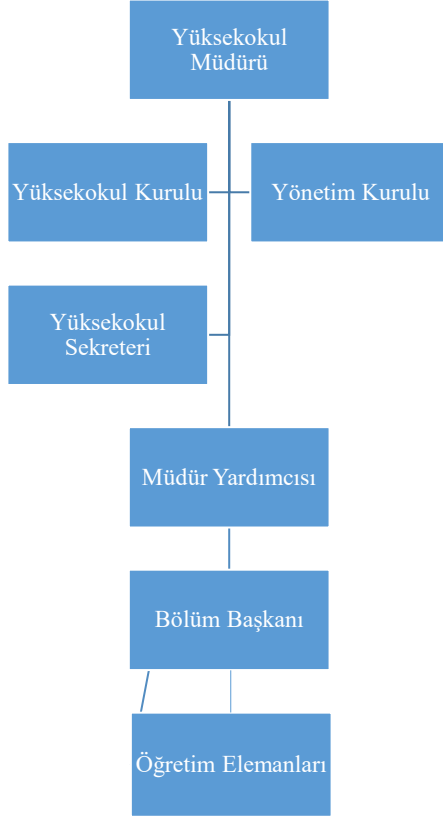 Yüksekokul
Müdürü
Yüksekokul Kurulu
Yönetim Kurulu
Yüksekokul
Sekreteri
Müdür Yardımcısı
Bölüm Başkanı
Öğretim Elemanları